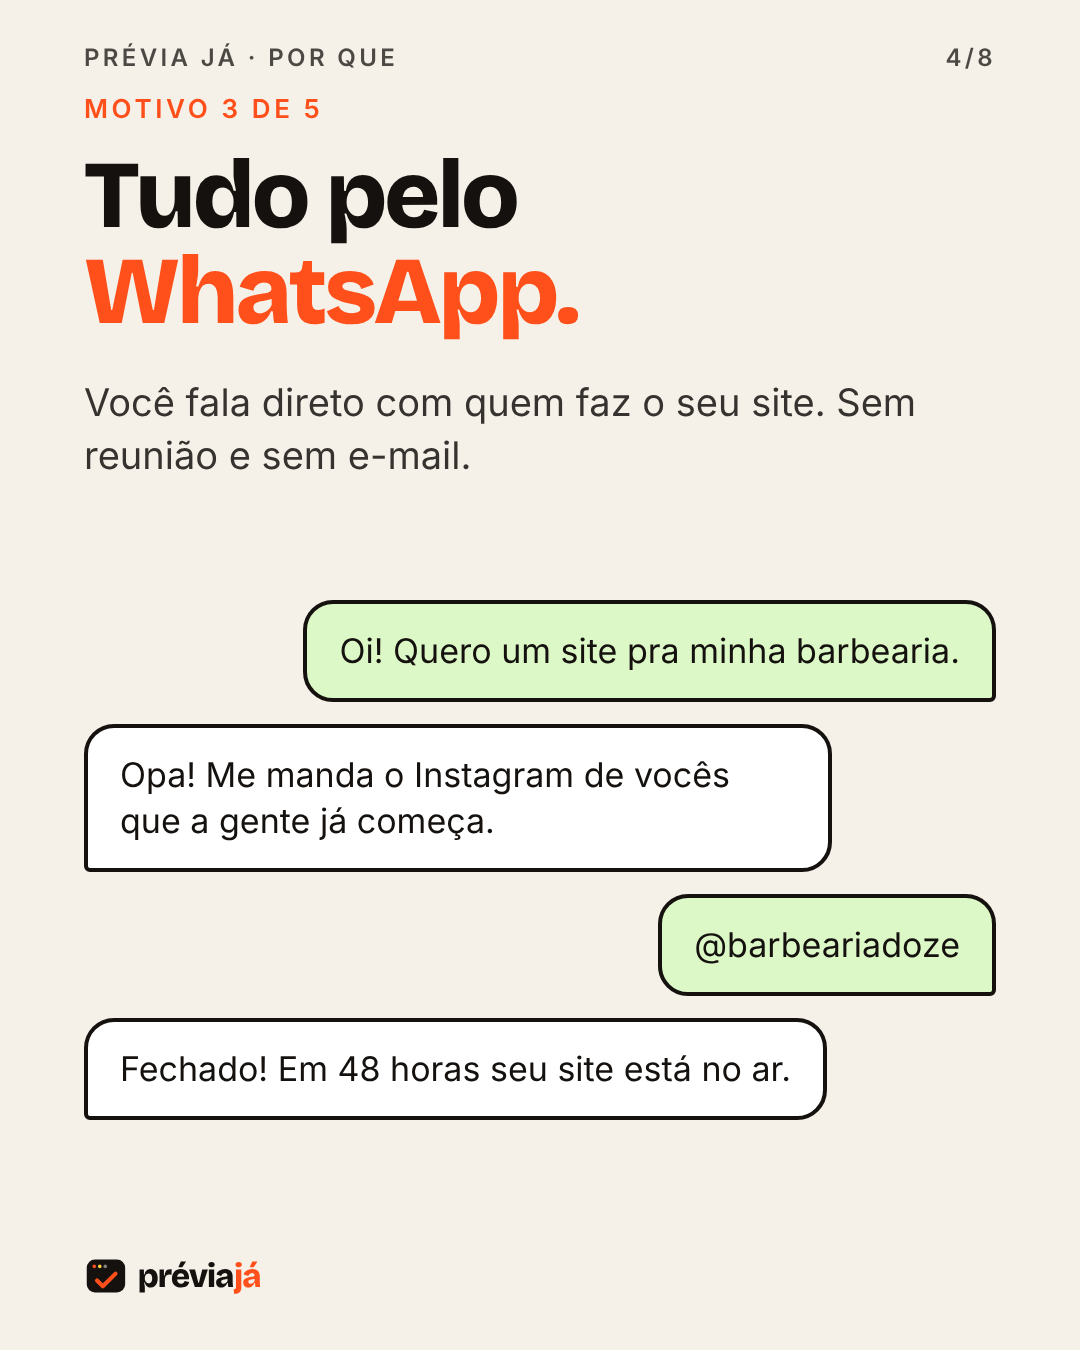 PRÉVIA JÁ · POR QUE
4/8
MOTIVO 3 DE 5
Tudo pelo
WhatsApp.
Você fala direto com quem faz o seu site. Sem
reunião e sem e-mail.
Oi! Quero um site pra minha barbearia.
Opa! Me manda o Instagram de vocês
que a gente já começa.
@barbeariadoze
Fechado! Em 48 horas seu site está no ar.
préviajá